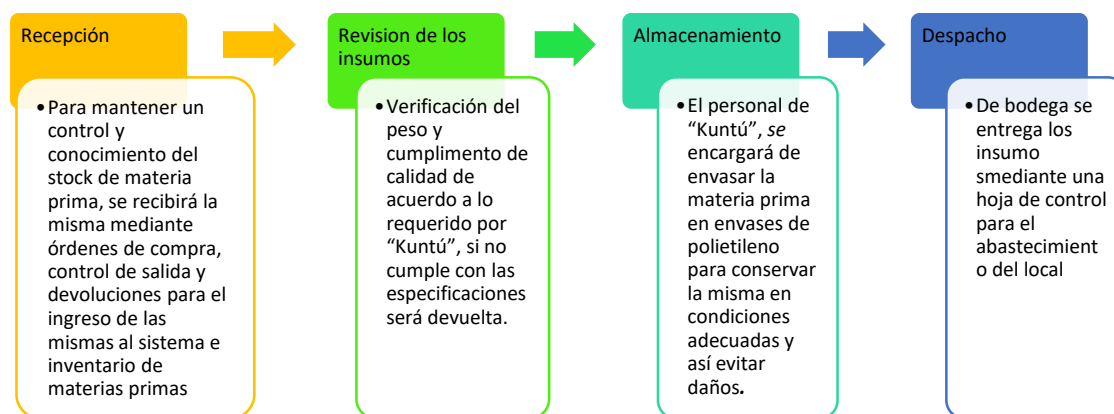 Recepción
•Para mantener un
control y
conocimiento del
stock de materia
prima, se recibirá la
misma mediante
órdenes de compra,
control de salida y
devoluciones para el
ingreso de las
mismas al sistema e
inventario de
materias primas
Revision de los
insumos
•Verificación del
peso y
cumplimento de
calidad de
acuerdo a lo
requerido por
“Kuntú”, si no
cumple con las
especificaciones
será devuelta.
Almacenamiento
•El personal de
“Kuntú”, se
encargará de
envasar la
materia prima
en envases de
polietileno
para conservar
la misma en
condiciones
adecuadas y
así evitar
daños.
Despacho
•De bodega se
entrega los
insumo
smediante una
hoja de control
para el
abastecimient
o del local